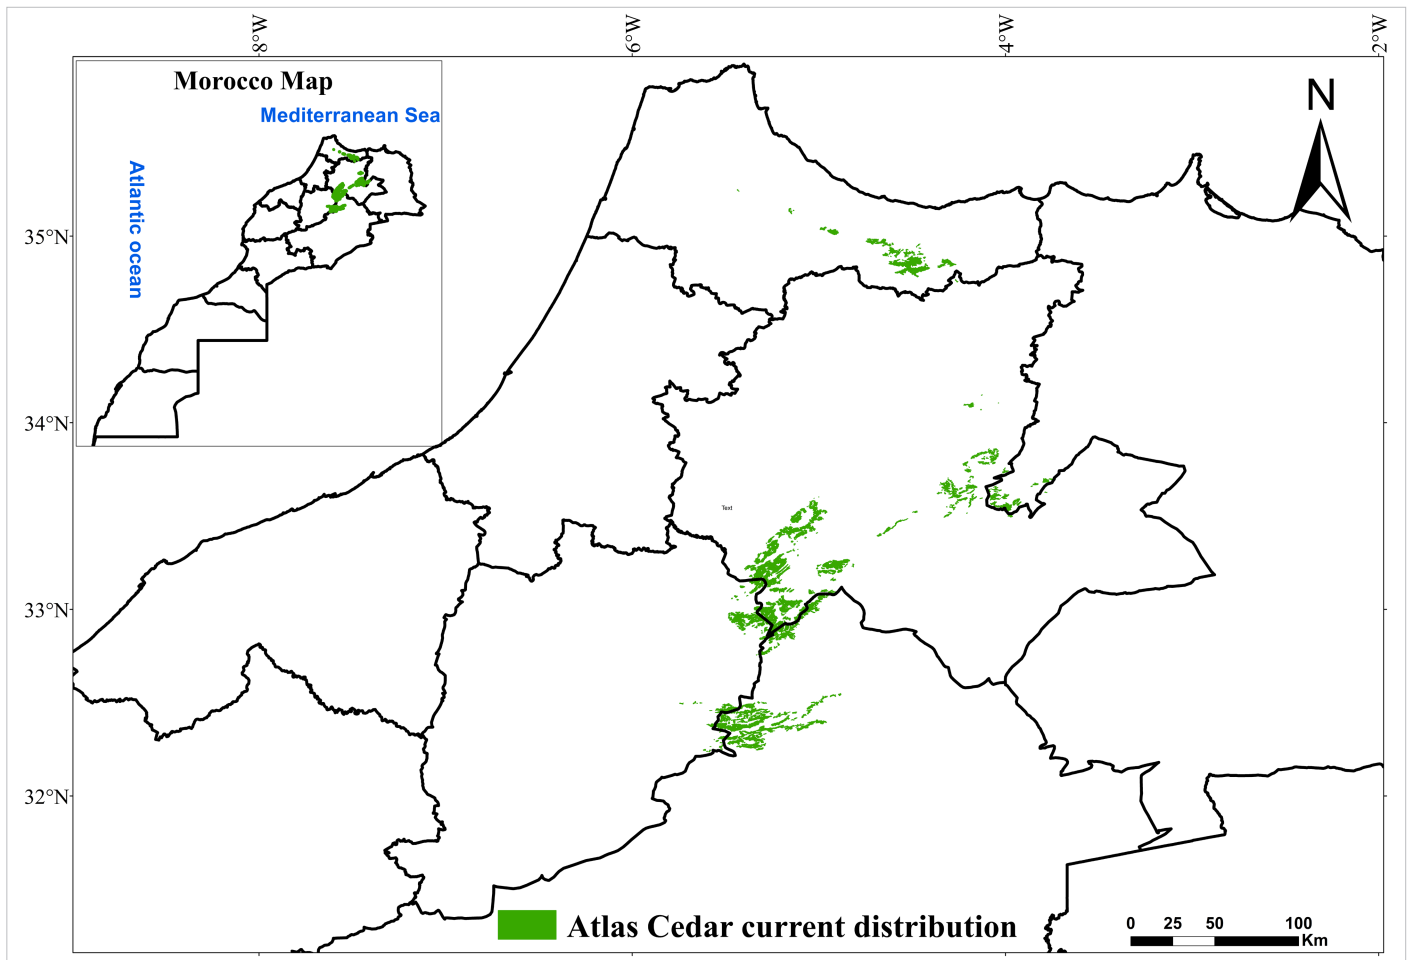 8°W
6°W
4°W
2°W
Morocco Map
Mediterranean Sea
Atlantic ocean
N
35°N
34°N
33°N
32°N
Text
Atlas Cedar current distribution
0 25 50 100
Km